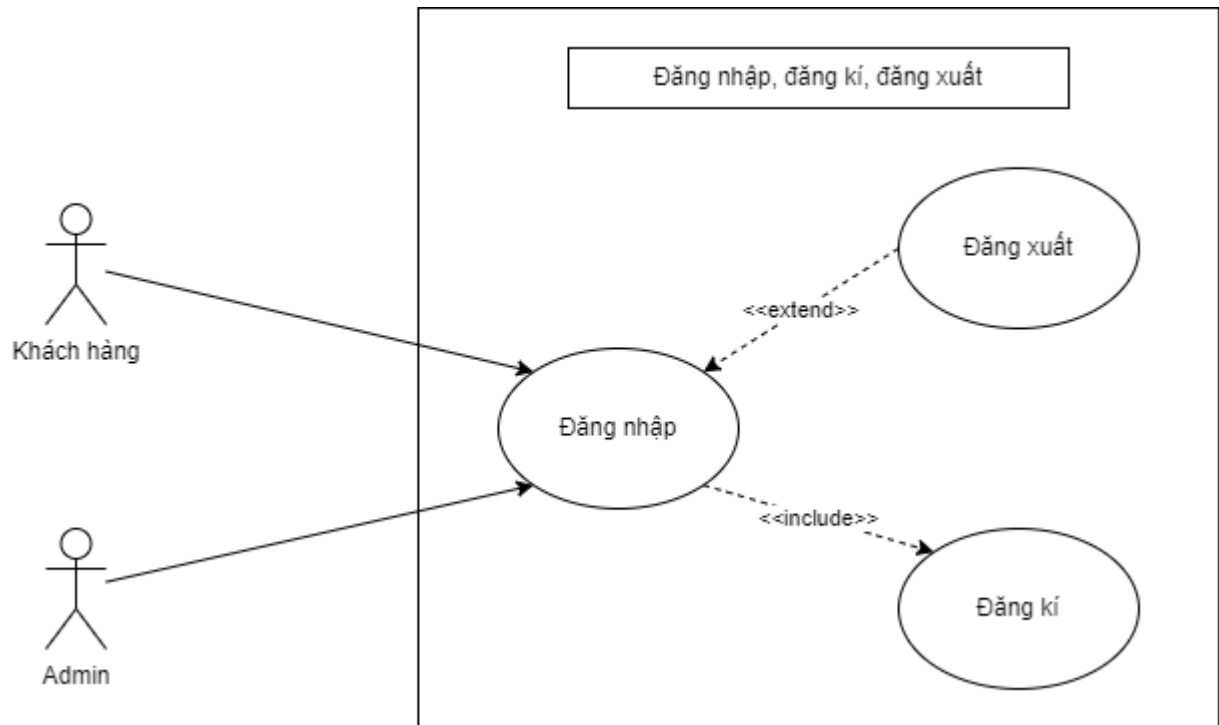 Đăng nhập, đăng kí, đăng xuất
Đăng xuất
<<extend>>
Khách hàng
Đăng nhập
<<include>>
Đăng kí
Admin